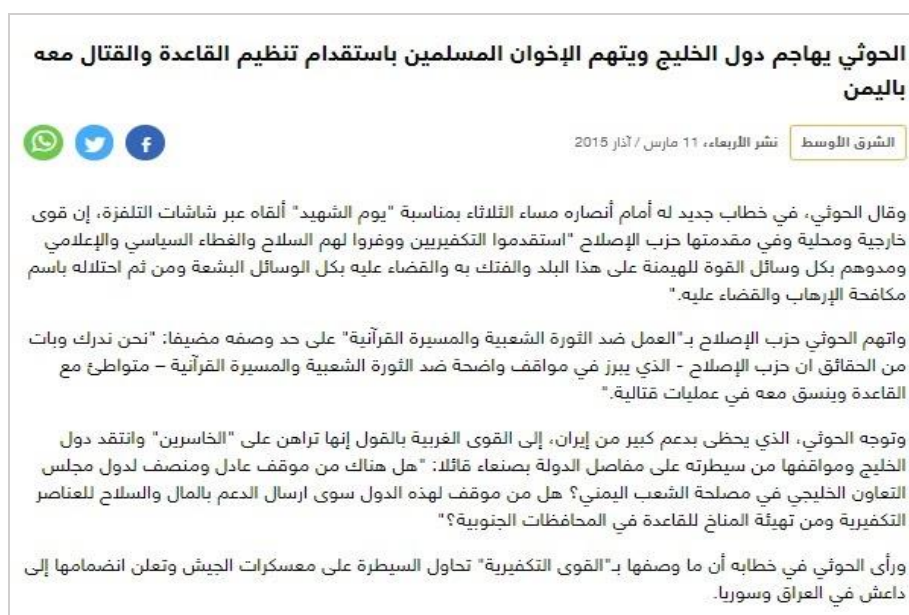 الحوثي يهاجم دول الخليج ويتهم الإخوان المسلمين باستقدام تنظيم القاعدة والقتال معه
باليمن
الشرق الأوسط نشر الأربعاء، 11 مارس / آذار 2015
وقال الحوثي، في خطاب جديد له أمام أنصاره مساء الثلاثاء بمناسبة "يوم الشهيد" ألقاه عبر شاشات التلفزة، إن قوى
خارجية ومحلية وفي مقدمتها حزب الإصلاح "استقدموا التكفيريين ووفروا لهم السلاح والغطاء السياسي والإعلامي
ومدوهم بكل وسائل القوة للهيمنة على هذا البلد والفتك به والقضاء عليه بكل الوسائل البشعة ومن ثم احتلاله باسم
مكافحة الإرهاب والقضاء عليه."
واتهم الحوثي حزب الإصلاح بـ"العمل ضد الثورة الشعبية والمسيرة القرآنية" على حد وصفه مضيفا: "نحن ندرك وبات
من الحقائق ان حزب الإصلاح - الذي يبرز في مواقف واضحة ضد الثورة الشعبية والمسيرة القرآنية – متواطئ مع
القاعدة وينسق معه في عمليات قتالية."
وتوجه الحوثي، الذي يحظى بدعم كبير من إيران، إلى القوى الغربية بالقول إنها تراهن على "الخاسرين" وانتقد دول
الخليج ومواقفها من سيطرته على مفاصل الدولة بصنعاء قائلا: "هل هناك من موقف عادل ومنصف لدول مجلس
التعاون الخليجي في مصلحة الشعب اليمني؟ هل من موقف لهذه الدول سوى ارسال الدعم بالمال والسلاح للعناصر
التكفيرية ومن تهيئة المناخ للقاعدة في المحافظات الجنوبية؟"
ورأى الحوثي في خطابه أن ما وصفها بـ"القوى التكفيرية" تحاول السيطرة على معسكرات الجيش وتعلن انضمامها إلى
داعش في العراق وسوريا.